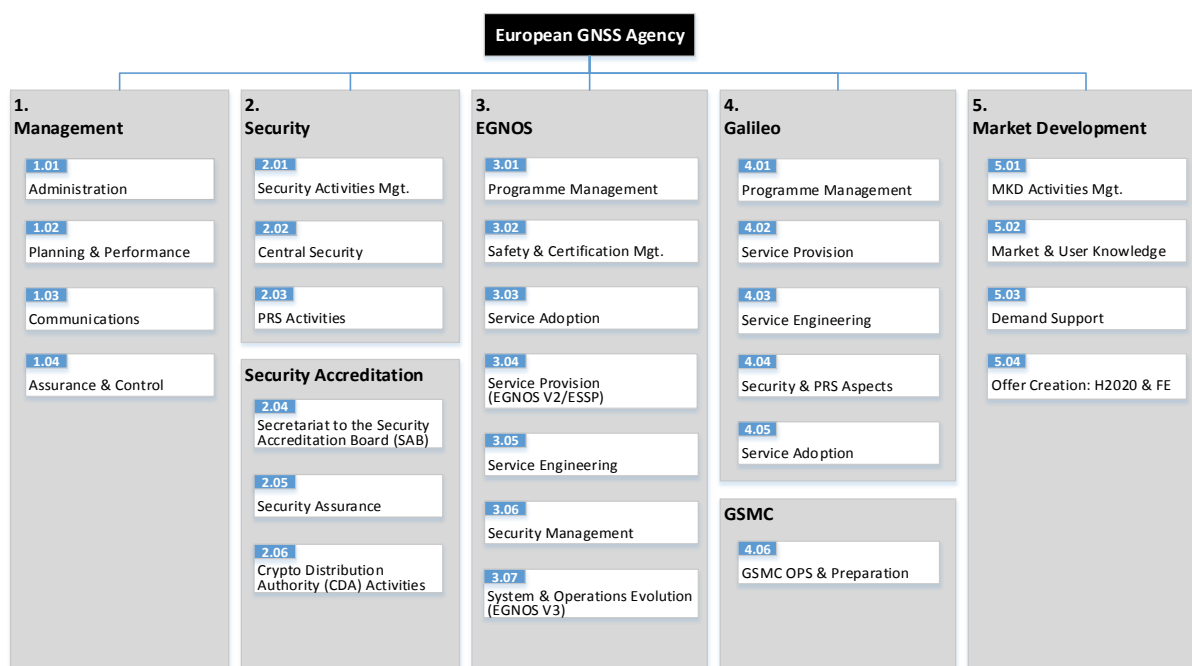 European GNSS Agency
1.
Management
1.01
Administration
1.02
Planning & Performance
1.03
Communications
1.04
Assurance & Control
2.
Security
2.01
Security Activities Mgt.
2.02
Central Security
2.03
PRS Activities
Security Accreditation
2.04
Secretariat to the Security
Accreditation Board (SAB)
2.05
Security Assurance
2.06
Crypto Distribution
Authority (CDA) Activities
3.
EGNOS
3.01
Programme Management
3.02
Safety & Certification Mgt.
3.03
Service Adoption
3.04
Service Provision
(EGNOS V2/ESSP)
3.05
Service Engineering
3.06
Security Management
3.07
System & Operations Evolution
(EGNOS V3)
4.
Galileo
4.01
Programme Management
4.02
Service Provision
4.03
Service Engineering
4.04
Security & PRS Aspects
4.05
Service Adoption
GSMC
4.06
GSMC OPS & Preparation
5.
Market Development
5.01
MKD Activities Mgt.
5.02
Market & User Knowledge
5.03
Demand Support
5.04
Offer Creation: H2020 & FE